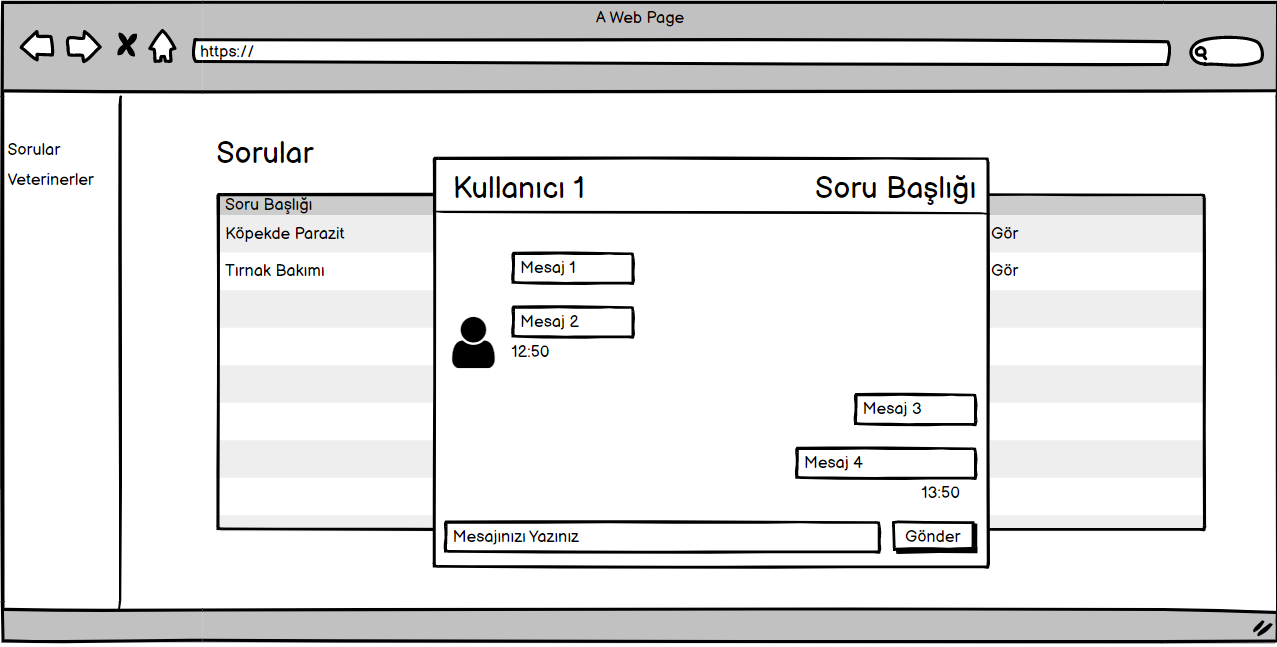 A Web Page
https://
Sorular
Veterinerler
Sorular
Soru Başlığı
Köpekde Parazit
Gör
Tırnak Bakımı
Gör
Kullanıcı 1
Soru Başlığı
Mesaj 1
Mesaj 2
12:50
Mesaj 3
Mesaj 4
13:50
Mesajınızı Yazınız
Gönder